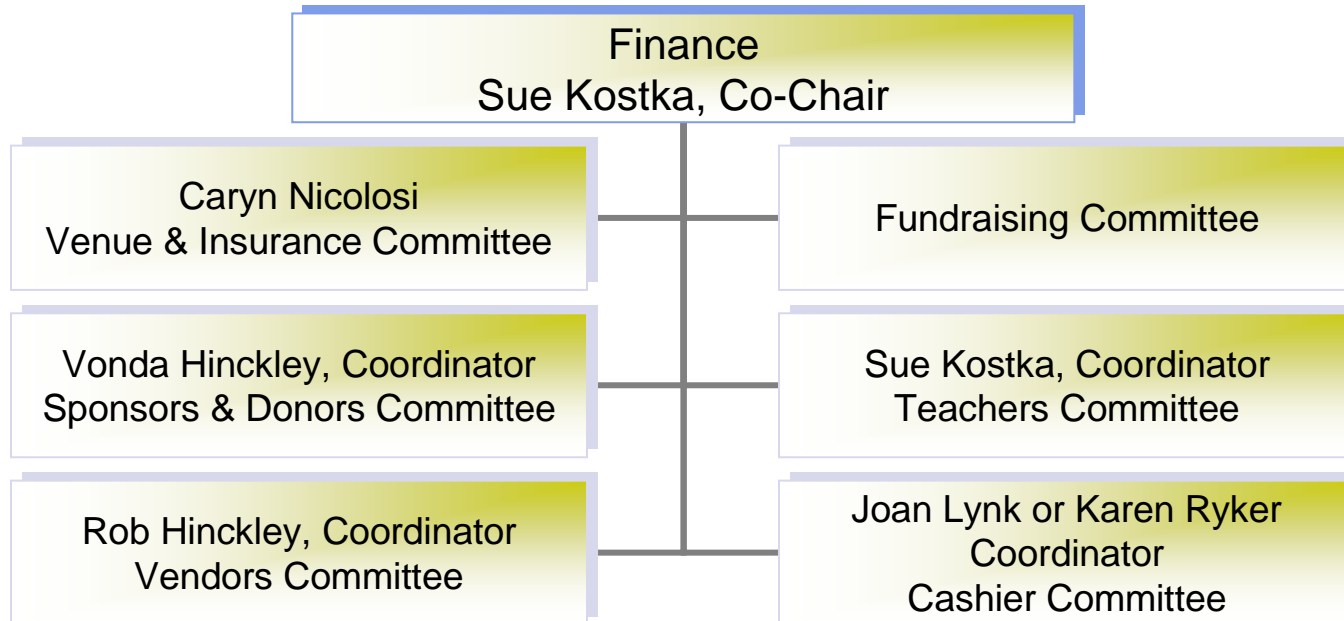 Finance
Sue Kostka, Co-Chair
Caryn Nicolosi
Venue & Insurance Committee
Fundraising Committee
Vonda Hinckley, Coordinator
Sponsors & Donors Committee
Sue Kostka, Coordinator
Teachers Committee
Rob Hinckley, Coordinator
Vendors Committee
Joan Lynk or Karen Ryker
Coordinator
Cashier Committee